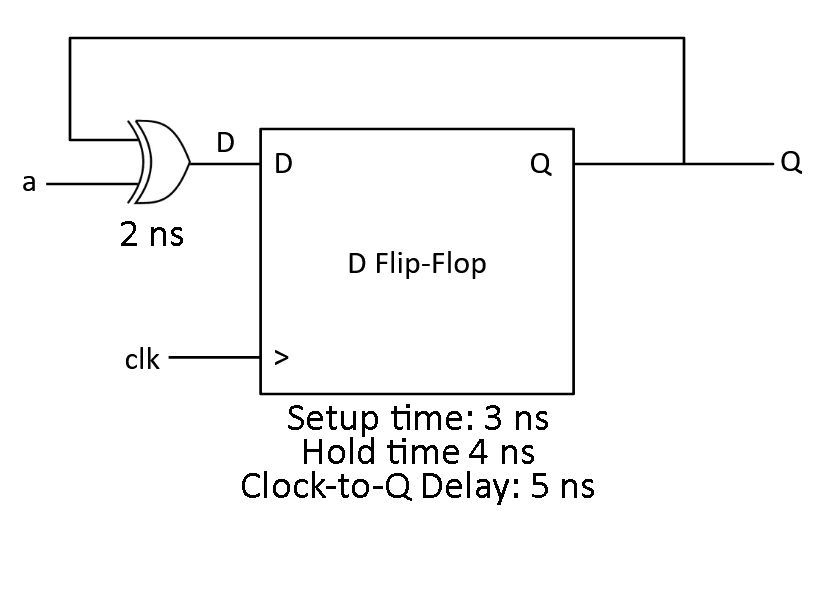 D
D
Q
Q
a
2 ns
D Flip-Flop
clk
>
Setup time: 3 ns
Hold time 4 ns
Clock-to-Q Delay: 5 ns